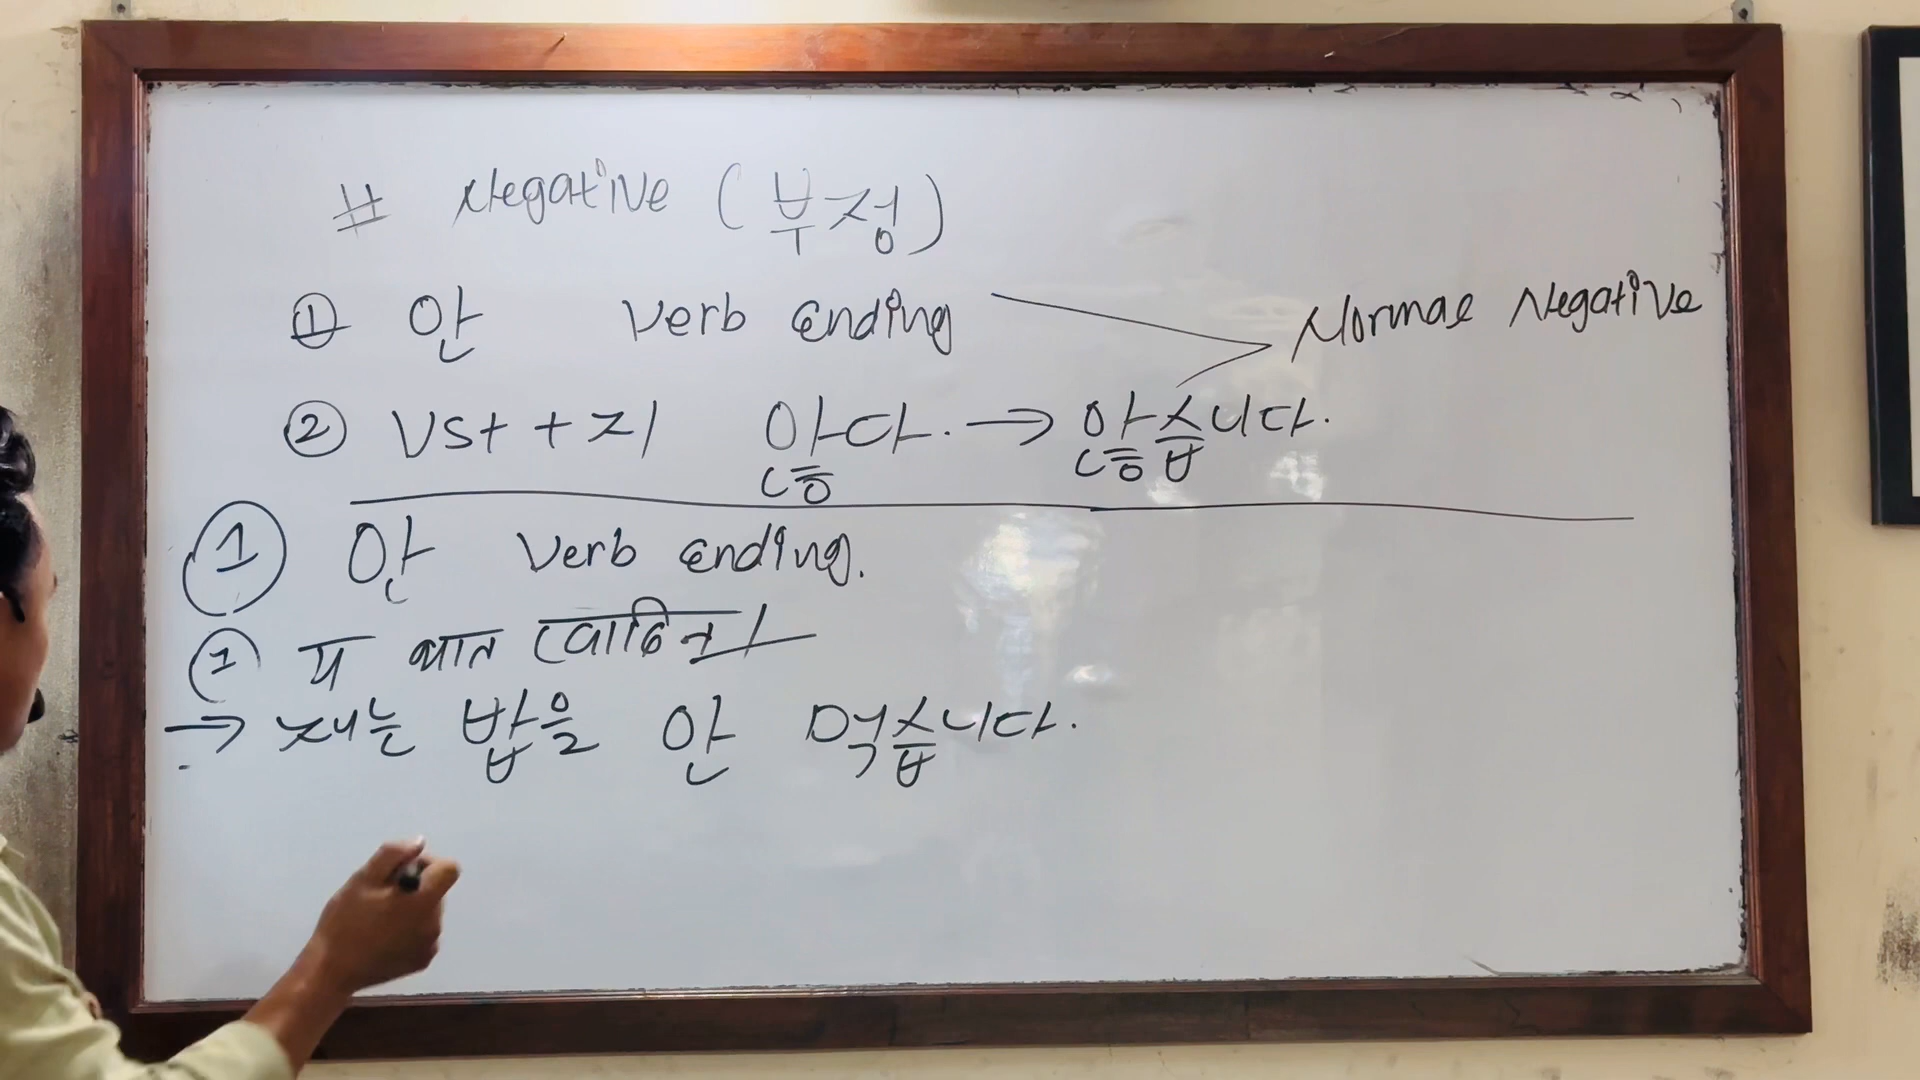 # Negative (부정)
① 안 verb ending
Normal Negative
② Vst + 지 않다. → 않습니다.
① 안 verb ending.
① म भात खादिन।
→ 저는 밥을 안 먹습니다.